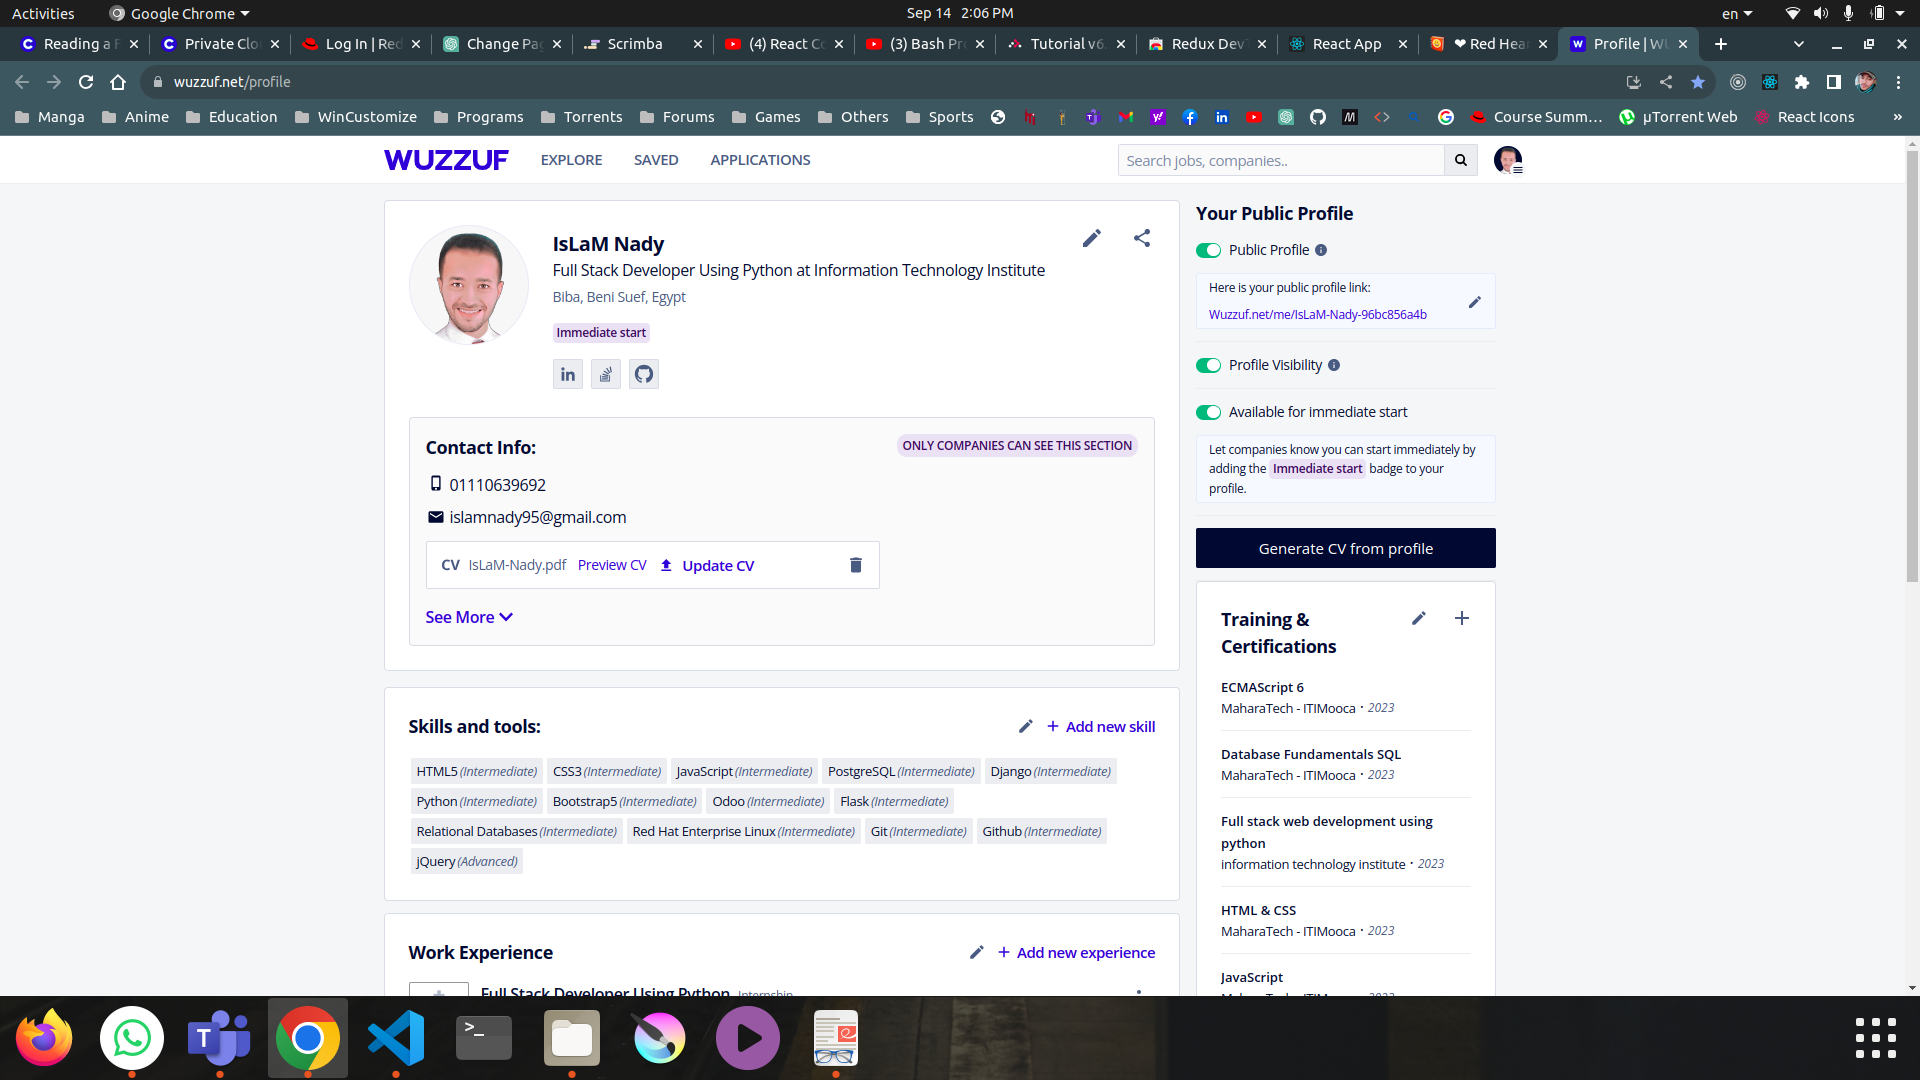 Activities Google Chrome Sep 14 2:06 PM en
Reading a Private Clo Log In | Red Change Pa Scrimba (4) React Co (3) Bash Pr Tutorial v6. Redux Dev React App ❤ Red Hear Profile | WU
wuzzuf.net/profile
Manga Anime Education WinCustomize Programs Torrents Forums Games Others Sports Course Summ... µTorrent Web React Icons »
WUZZUF EXPLORE SAVED APPLICATIONS Search jobs, companies..
IsLaM Nady
Full Stack Developer Using Python at Information Technology Institute
Biba, Beni Suef, Egypt
Immediate start
Contact Info: ONLY COMPANIES CAN SEE THIS SECTION
01110639692
islamnady95@gmail.com
CV IsLaM-Nady.pdf Preview CV Update CV
See More
Skills and tools: + Add new skill
HTML5 (Intermediate) CSS3 (Intermediate) JavaScript (Intermediate) PostgreSQL (Intermediate) Django (Intermediate)
Python (Intermediate) Bootstrap5 (Intermediate) Odoo (Intermediate) Flask (Intermediate)
Relational Databases (Intermediate) Red Hat Enterprise Linux (Intermediate) Git (Intermediate) Github (Intermediate)
jQuery (Advanced)
Work Experience + Add new experience
Full Stack Developer Using Python Internship
Your Public Profile
Public Profile
Here is your public profile link:
Wuzzuf.net/me/IsLaM-Nady-96bc856a4b
Profile Visibility
Available for immediate start
Let companies know you can start immediately by
adding the Immediate start badge to your
profile.
Generate CV from profile
Training &
Certifications
ECMAScript 6
MaharaTech - ITIMooca · 2023
Database Fundamentals SQL
MaharaTech - ITIMooca · 2023
Full stack web development using
python
information technology institute · 2023
HTML & CSS
MaharaTech - ITIMooca · 2023
JavaScript